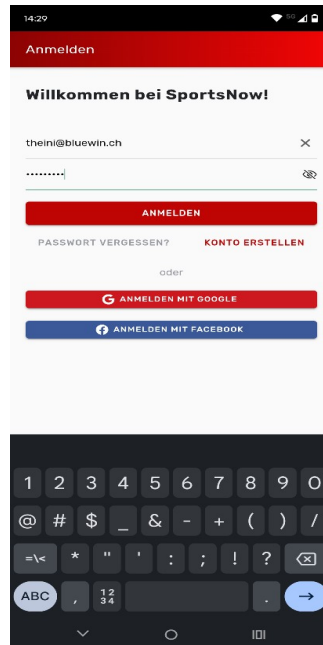 14:29
5G
Anmelden
Willkommen bei SportsNow!
theini@bluewin.ch
•••••••••
ANMELDEN
PASSWORT VERGESSEN? KONTO ERSTELLEN
oder
G ANMELDEN MIT GOOGLE
f ANMELDEN MIT FACEBOOK
1 2 3 4 5 6 7 8 9 0
@ # $ _ & - + ( ) /
=\< * " ' : ; ! ?
ABC , 12 .
34